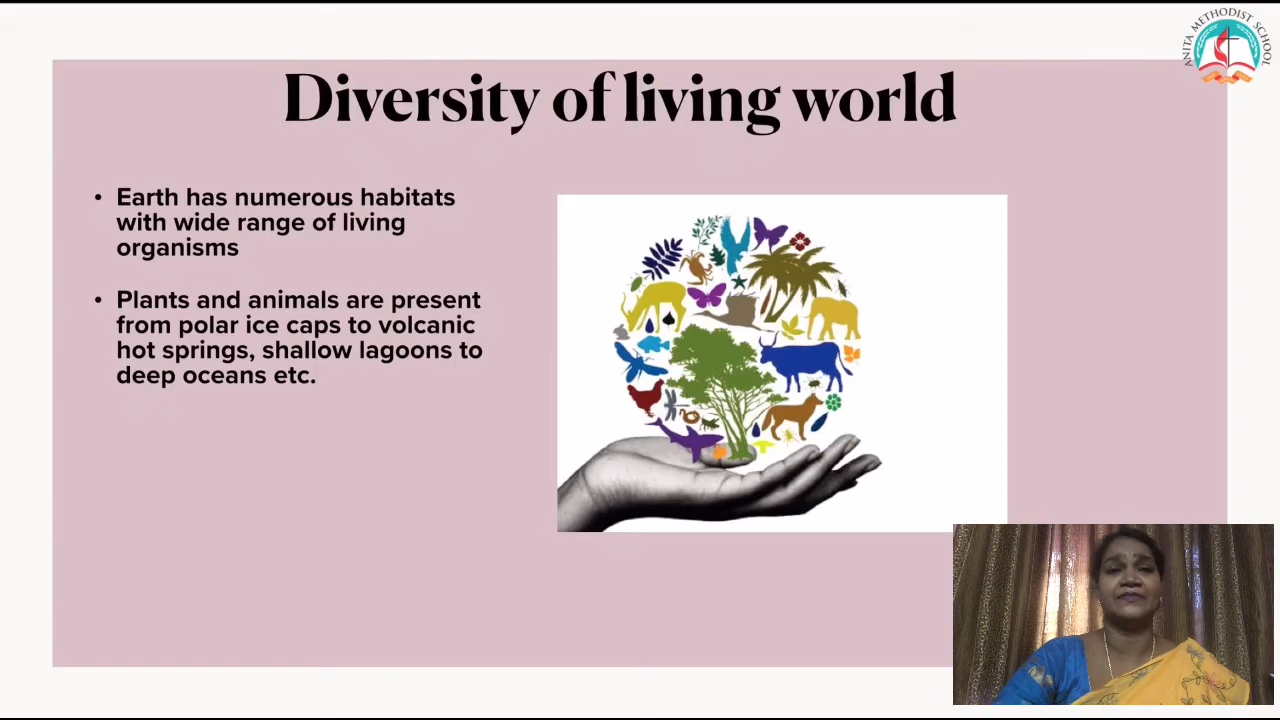 ANITA METHODIST SCHOOL
Diversity of living world
• Earth has numerous habitats
with wide range of living
organisms
• Plants and animals are present
from polar ice caps to volcanic
hot springs, shallow lagoons to
deep oceans etc.